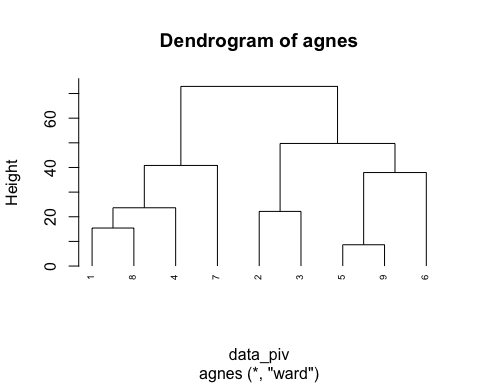 Dendrogram of agnes
Height
60
40
20
0
1 8 4 7 2 3 5 9 6
data_piv
agnes (*, "ward")